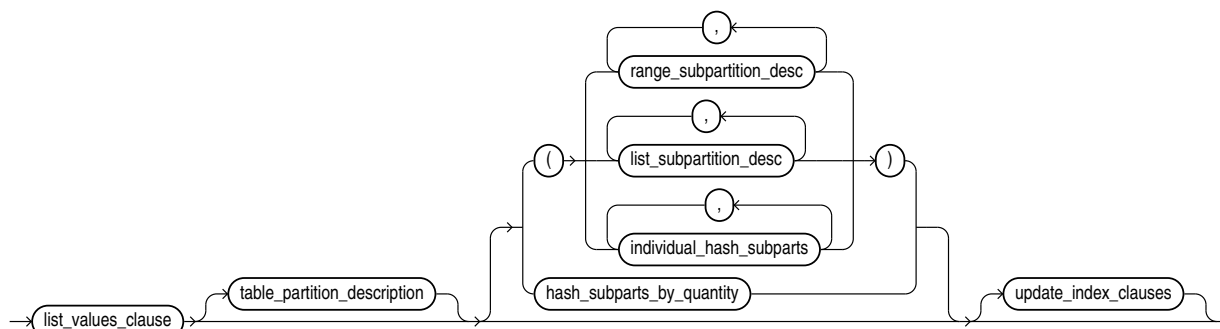 ,
range_subpartition_desc
,
( list_subpartition_desc )
,
individual_hash_subparts
table_partition_description hash_subparts_by_quantity update_index_clauses
list_values_clause